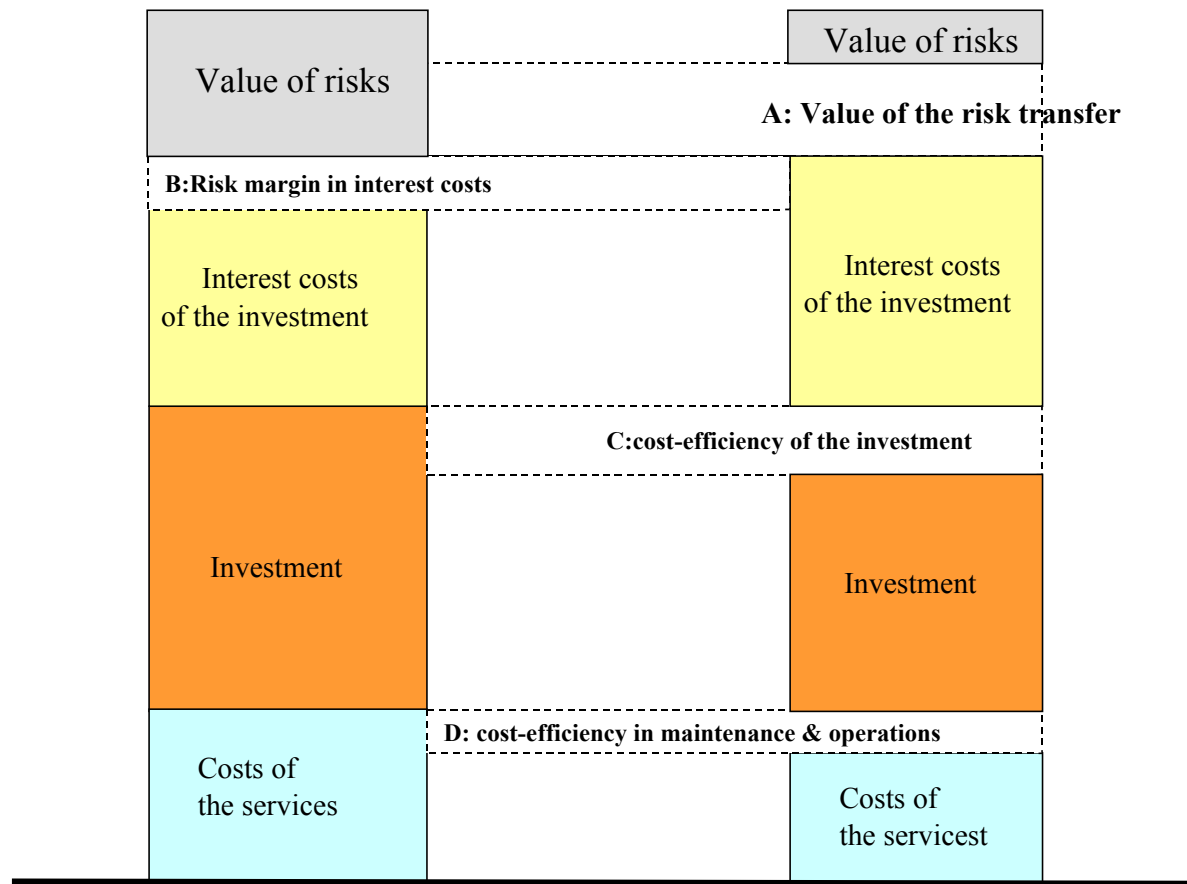 Value of risks
Value of risks
A: Value of the risk transfer
B:Risk margin in interest costs
Interest costs
of the investment
Interest costs
of the investment
C:cost-efficiency of the investment
Investment
Investment
D: cost-efficiency in maintenance & operations
Costs of
the services
Costs of
the servicest